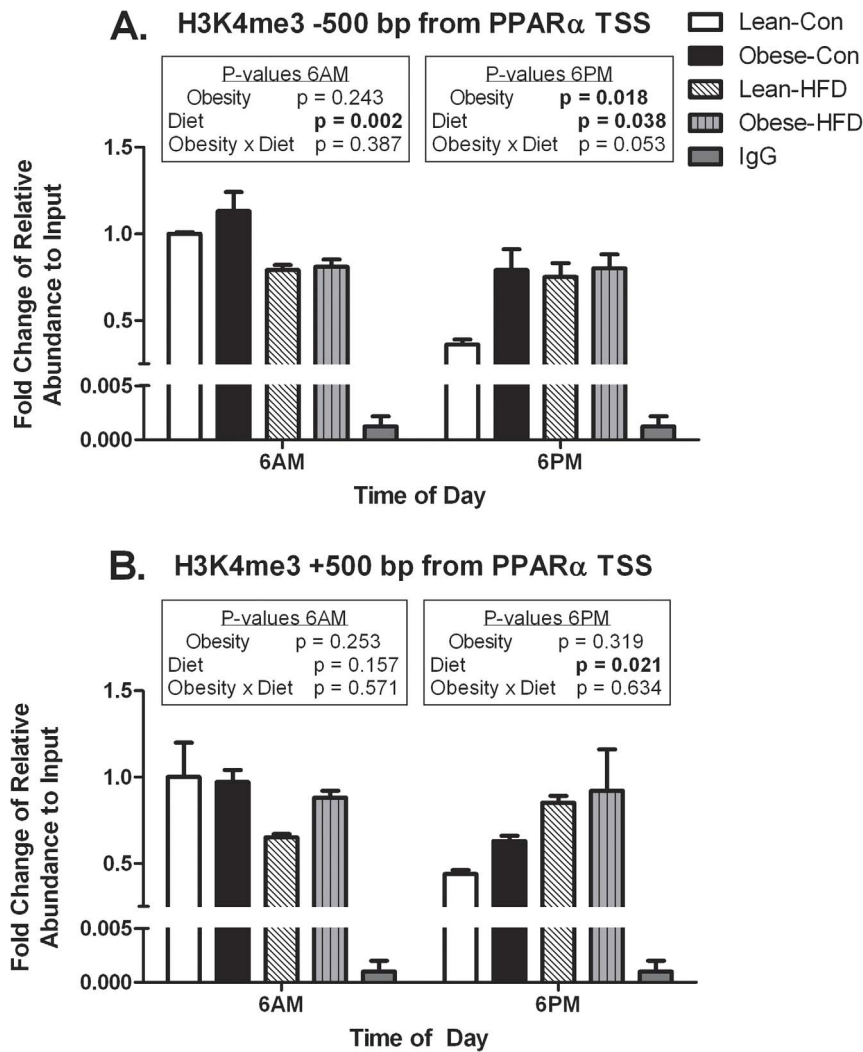 A. H3K4me3 -500 bp from PPARα TSS
Lean-Con
Obese-Con
Lean-HFD
Obese-HFD
IgG
P-values 6AM
Obesity p = 0.243
Diet p = 0.002
Obesity x Diet p = 0.387
P-values 6PM
Obesity p = 0.018
Diet p = 0.038
Obesity x Diet p = 0.053
Fold Change of Relative
Abundance to Input
1.5
1.0
0.5
0.005
0.000
6AM 6PM
Time of Day
B. H3K4me3 +500 bp from PPARα TSS
P-values 6AM
Obesity p = 0.253
Diet p = 0.157
Obesity x Diet p = 0.571
P-values 6PM
Obesity p = 0.319
Diet p = 0.021
Obesity x Diet p = 0.634
Fold Change of Relative
Abundance to Input
1.5
1.0
0.5
0.005
0.000
6AM 6PM
Time of Day